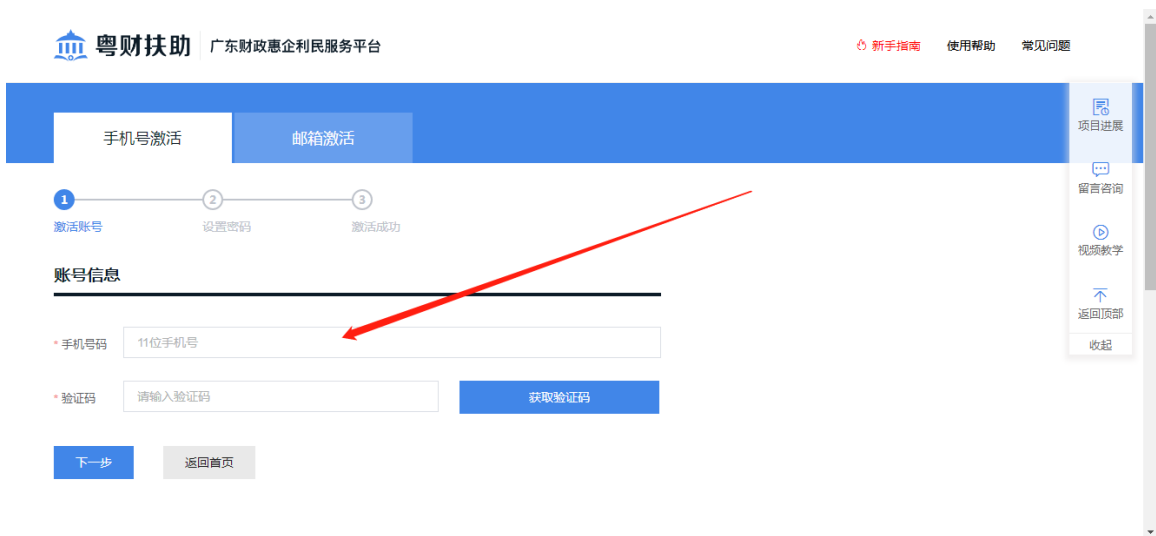 粤财扶助 广东财政惠企利民服务平台
新手指南 使用帮助 常见问题
手机号激活 邮箱激活
1 2 3
激活账号 设置密码 激活成功
账号信息
* 手机号码 11位手机号
* 验证码 请输入验证码 获取验证码
下一步 返回首页
项目进展
留言咨询
视频教学
返回顶部
收起